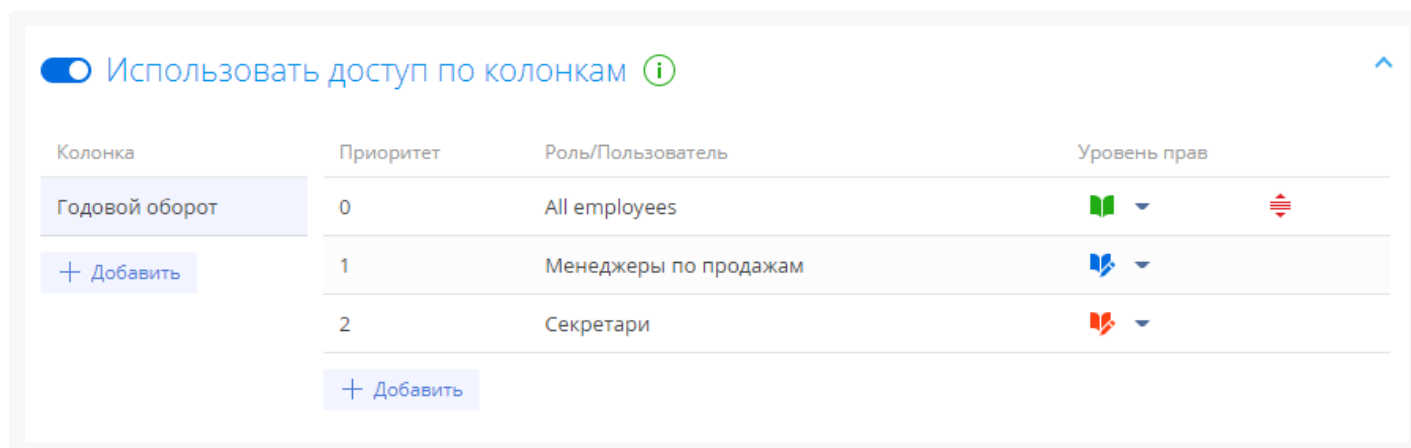 Использовать доступ по колонкам i
Колонка Приоритет Роль/Пользователь Уровень прав
Годовой оборот 0 All employees
+ Добавить 1 Менеджеры по продажам
2 Секретари
+ Добавить